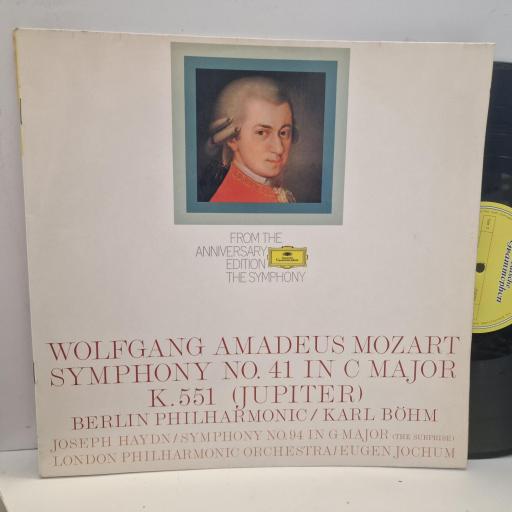 FROM THE
ANNIVERSARY
EDITION
THE SYMPHONY
WOLFGANG AMADEUS MOZART
SYMPHONY NO. 41 IN C MAJOR
K.551 (JUPITER)
BERLIN PHILHARMONIC/KARL BÖHM
JOSEPH HAYDN/SYMPHONY NO. 94 IN G MAJOR (THE SURPRISE)
LONDON PHILHARMONIC ORCHESTRA/EUGEN JOCHUM